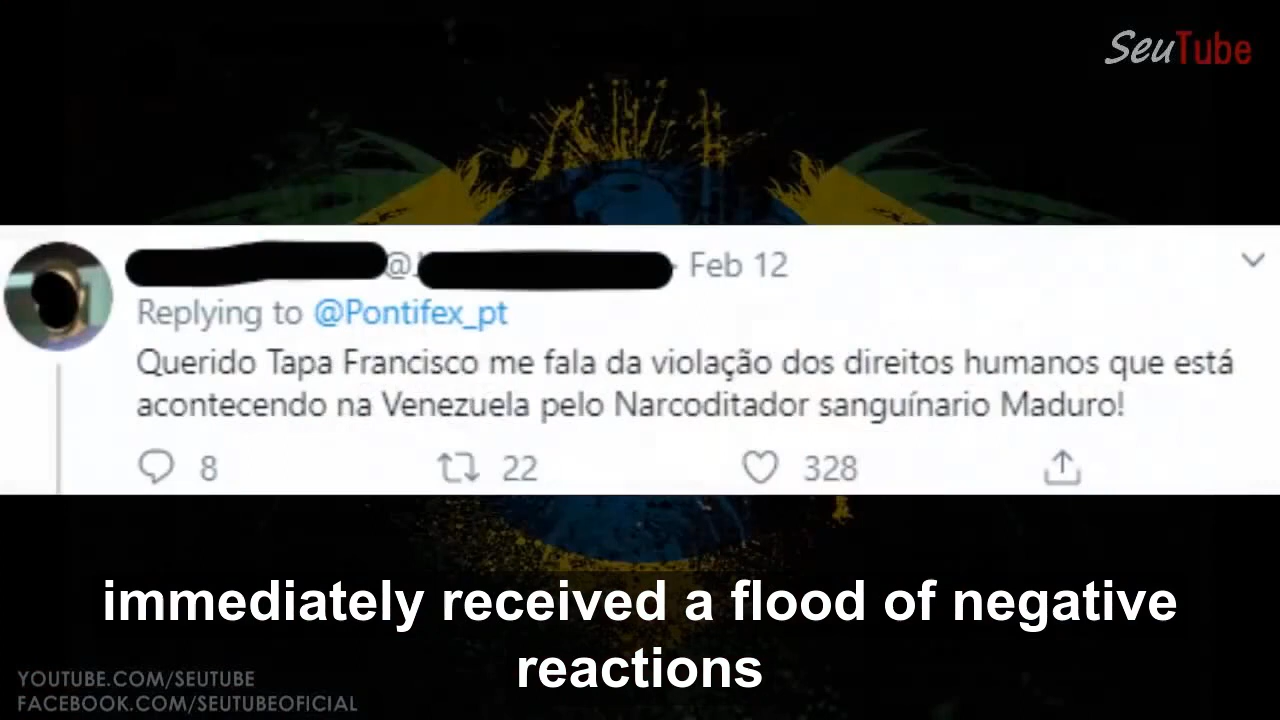 SeuTube
@J
Feb 12
Replying to @Pontifex_pt
Querido Tapa Francisco me fala da violação dos direitos humanos que está
acontecendo na Venezuela pelo Narcoditador sanguínario Maduro!
8 22 328
immediately received a flood of negative
reactions
YOUTUBE.COM/SEUTUBE
FACEBOOK.COM/SEUTUBEOFICIAL